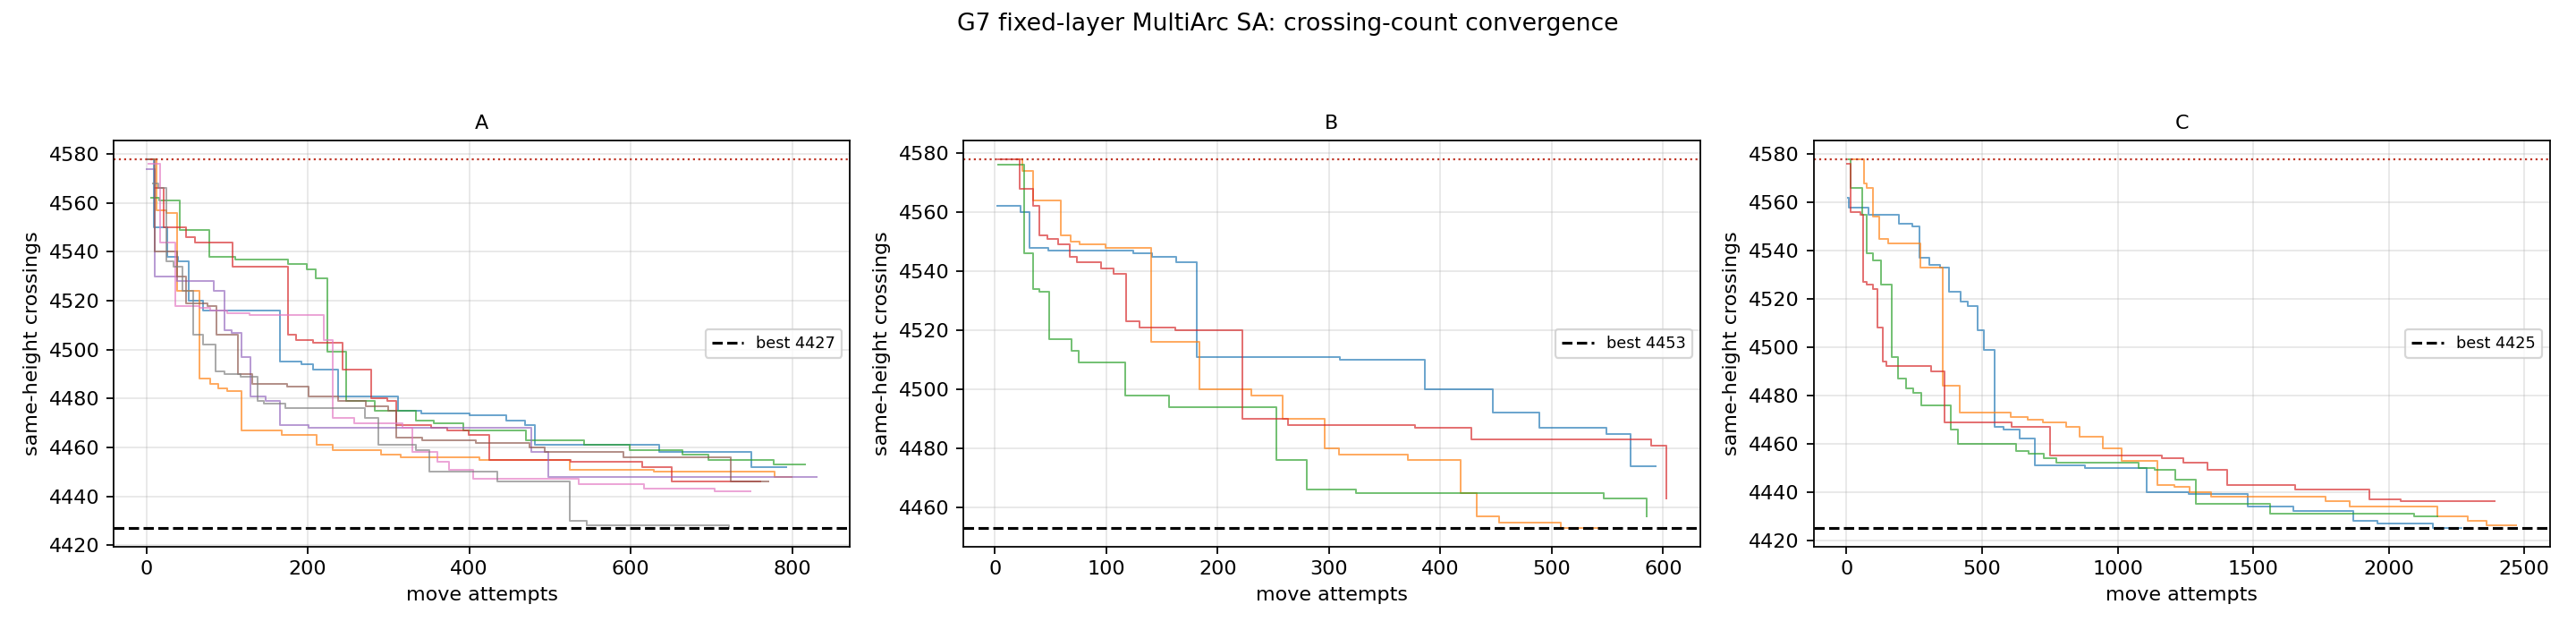 G7 fixed-layer MultiArc SA: crossing-count convergence
A
same-height crossings
4580
4560
4540
4520
4500
4480
4460
4440
4420
best 4427
0 200 400 600 800
move attempts
B
same-height crossings
4580
4560
4540
4520
4500
4480
4460
best 4453
0 100 200 300 400 500 600
move attempts
C
same-height crossings
4580
4560
4540
4520
4500
4480
4460
4440
4420
best 4425
0 500 1000 1500 2000 2500
move attempts